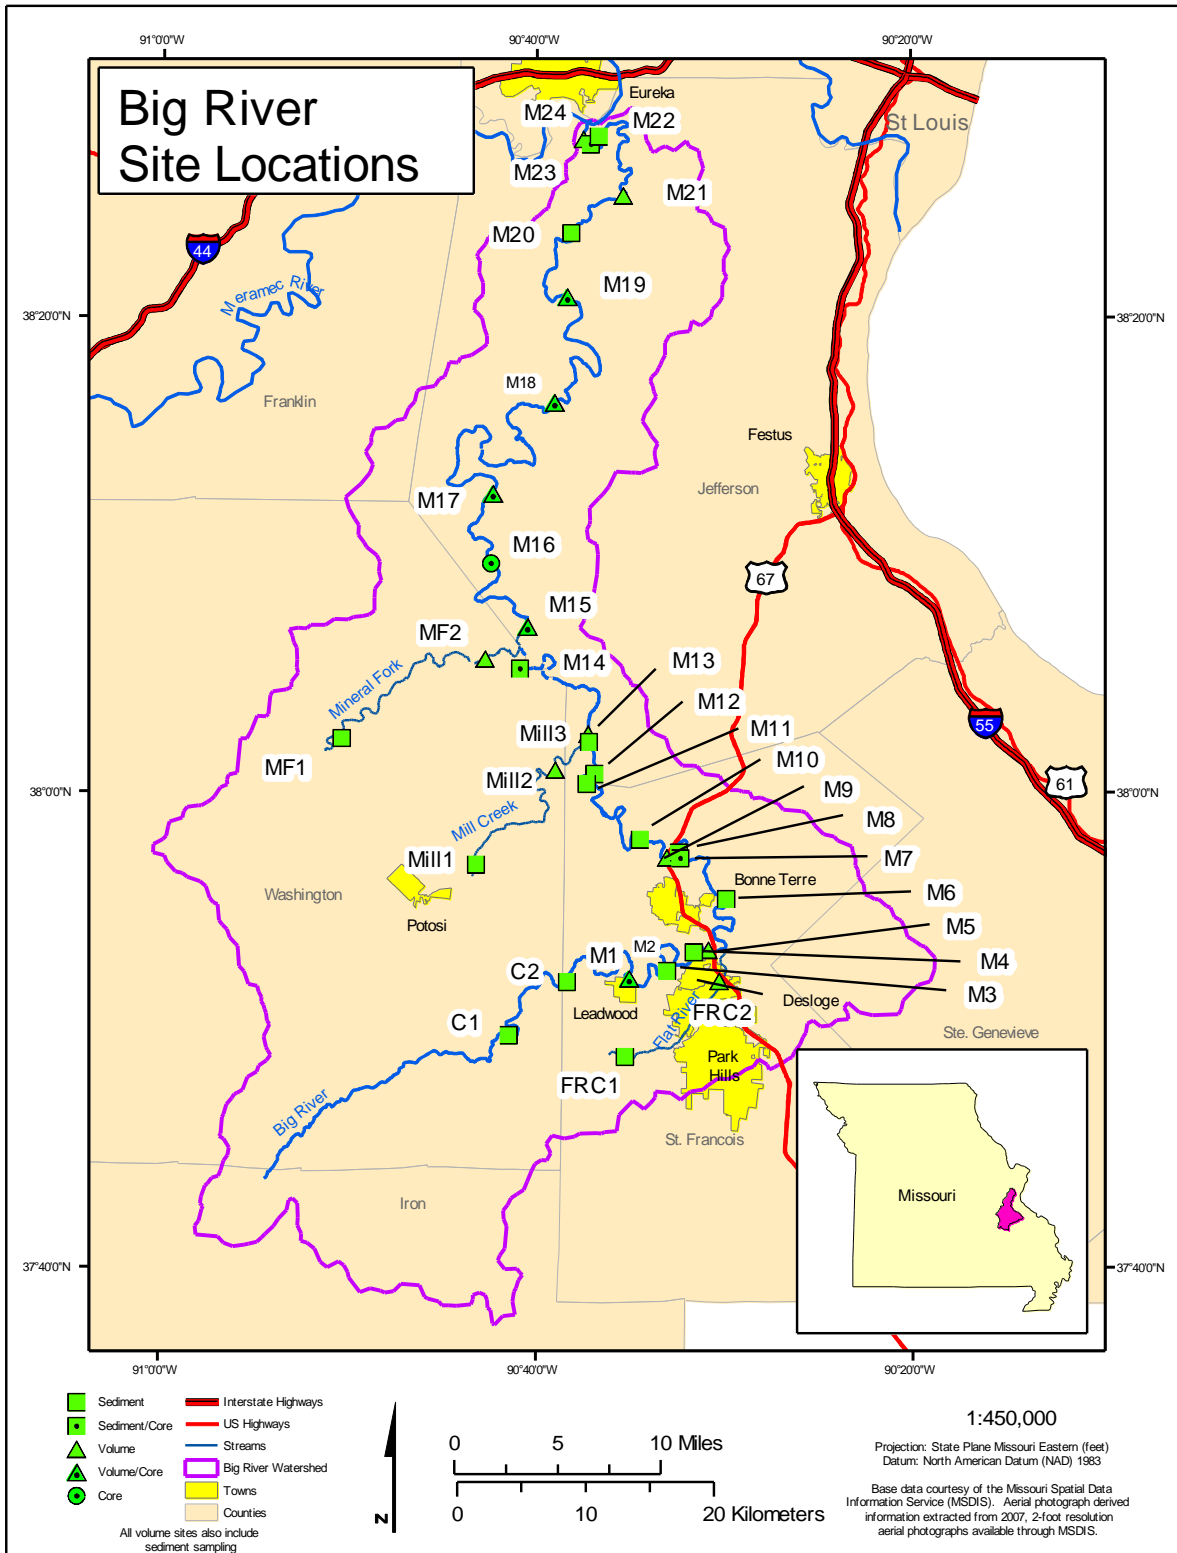 91°0'0"W
90°40'0"W
90°20'0"W
Big River
Site Locations
Eureka
M24
M22
St Louis
M23
M21
M20
44
M19
Meramec River
38°20'0"N
38°20'0"N
M18
Franklin
Festus
M17
Jefferson
M16
67
M15
MF2
M14
M13
Mineral Fork
M12
Mill3
M11
55
MF1
M10
Mill2
61
38°0'0"N
38°0'0"N
M9
Mill Creek
M8
Mill1
M7
Bonne Terre
M6
Washington
Potosi
M5
M2
M1
M4
C2
M3
Desloge
Leadwood
FRC2
C1
Flat River
Ste. Genevieve
Park
Hills
FRC1
Big River
St. Francois
Missouri
Iron
37°40'0"N
37°40'0"N
91°0'0"W
90°40'0"W
90°20'0"W
Sediment
Sediment/Core
Volume
Volume/Core
Core
All volume sites also include
sediment sampling
Interstate Highways
US Highways
Streams
Big River Watershed
Towns
Counties
N
0 5 10 Miles
0 10 20 Kilometers
1:450,000
Projection: State Plane Missouri Eastern (feet)
Datum: North American Datum (NAD) 1983
Base data courtesy of the Missouri Spatial Data
Information Service (MSDIS). Aerial photograph derived
information extracted from 2007, 2-foot resolution
aerial photographs available through MSDIS.